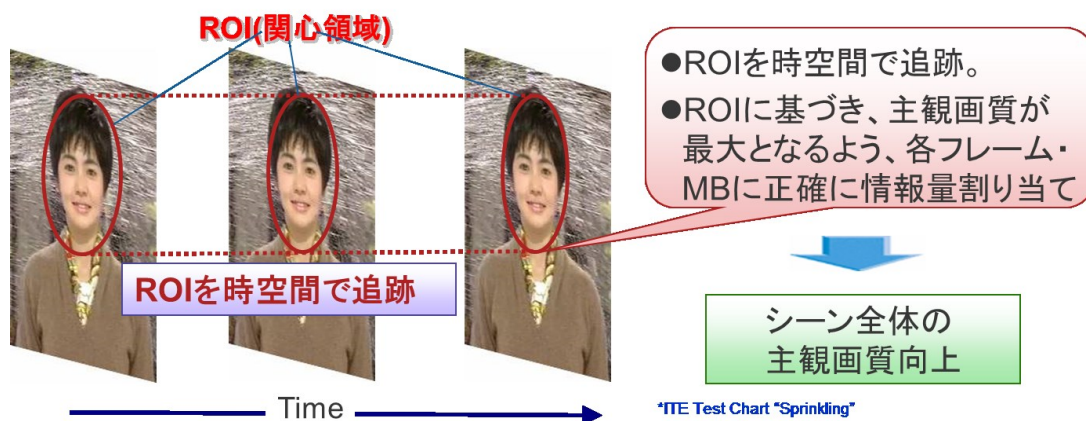 ROI(関心領域)
●ROIを時空間で追跡。
●ROIに基づき、主観画質が
最大となるよう、各フレーム・
MBに正確に情報量割り当て
ROIを時空間で追跡
シーン全体の
主観画質向上
Time
*ITE Test Chart “Sprinkling”